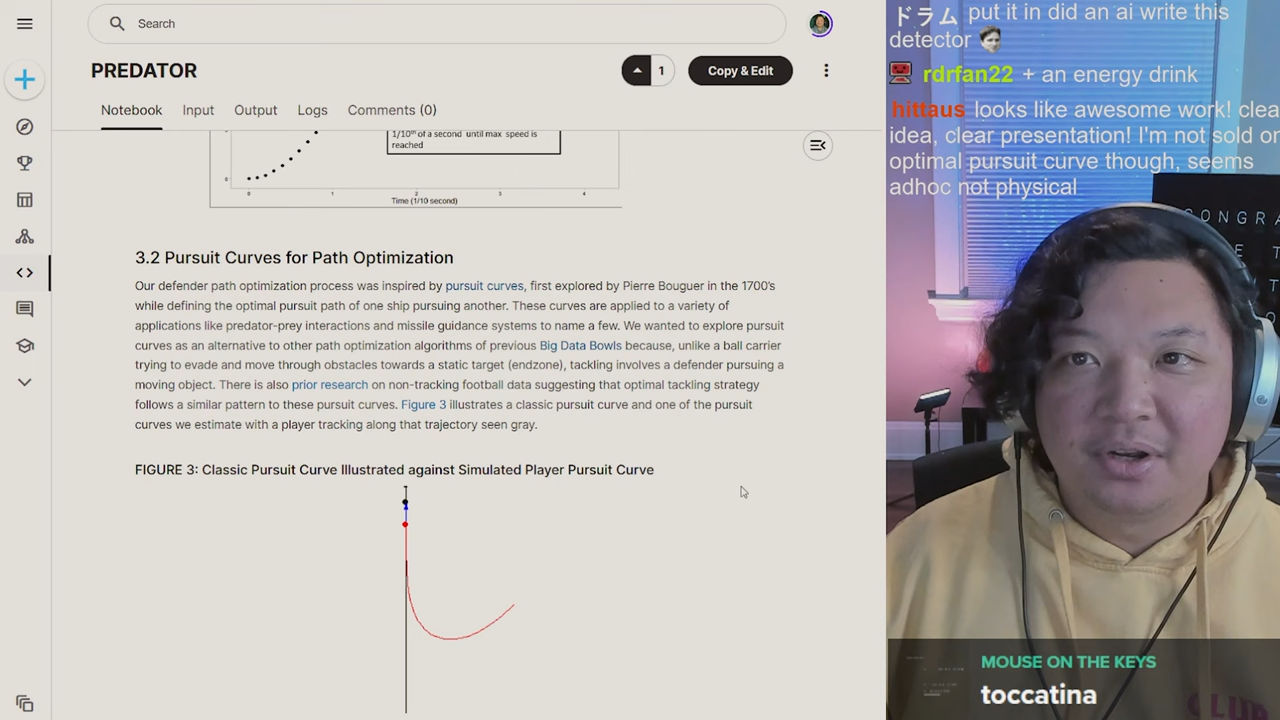 Search
PREDATOR
1
Copy & Edit
Notebook
Input
Output
Logs
Comments (0)
1/10th of a second until max speed is
reached
0
0
1
2
3
4
Time (1/10 second)
3.2 Pursuit Curves for Path Optimization
Our defender path optimization process was inspired by pursuit curves, first explored by Pierre Bouguer in the 1700's
while defining the optimal pursuit path of one ship pursuing another. These curves are applied to a variety of
applications like predator-prey interactions and missile guidance systems to name a few. We wanted to explore pursuit
curves as an alternative to other path optimization algorithms of previous Big Data Bowls because, unlike a ball carrier
trying to evade and move through obstacles towards a static target (endzone), tackling involves a defender pursuing a
moving object. There is also prior research on non-tracking football data suggesting that optimal tackling strategy
follows a similar pattern to these pursuit curves. Figure 3 illustrates a classic pursuit curve and one of the pursuit
curves we estimate with a player tracking along that trajectory seen gray.
FIGURE 3: Classic Pursuit Curve Illustrated against Simulated Player Pursuit Curve
ドラム put it in did an ai write this
detector
rdrfan22 + an energy drink
hittaus looks like awesome work! clea
idea, clear presentation! I'm not sold on
optimal pursuit curve though, seems
adhoc not physical
CONGRA
E T
MOUSE ON THE KEYS
toccatina
CLUB